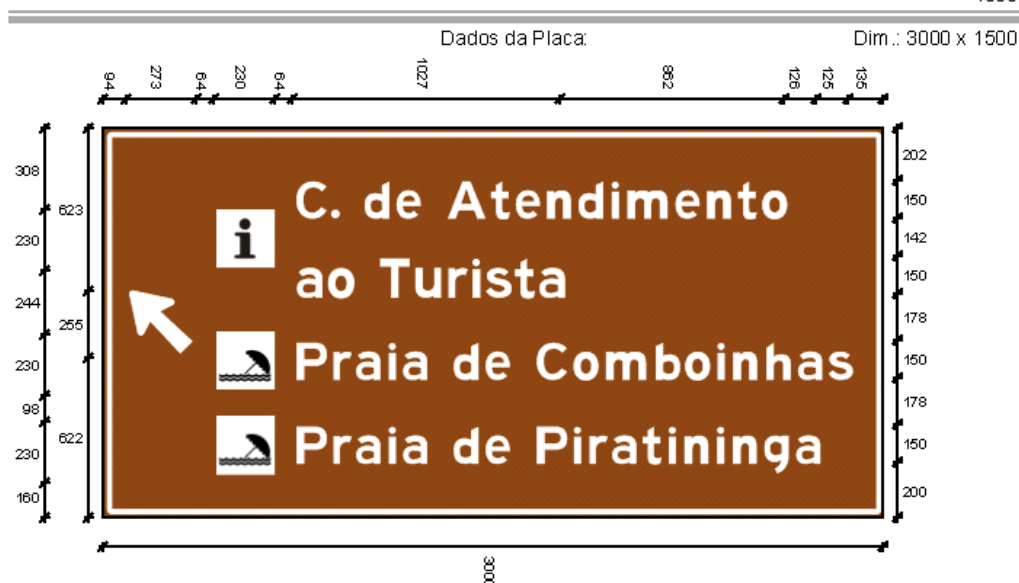 Dados da Placa:
Dim.: 3000 x 1500
94 273 64 230 64 1027 862 126 125 135
308
230
244
230
98
230
160
623
255
622
i
C. de Atendimento
ao Turista
Praia de Comboinhas
Praia de Piratininga
202
150
142
150
178
150
178
150
200